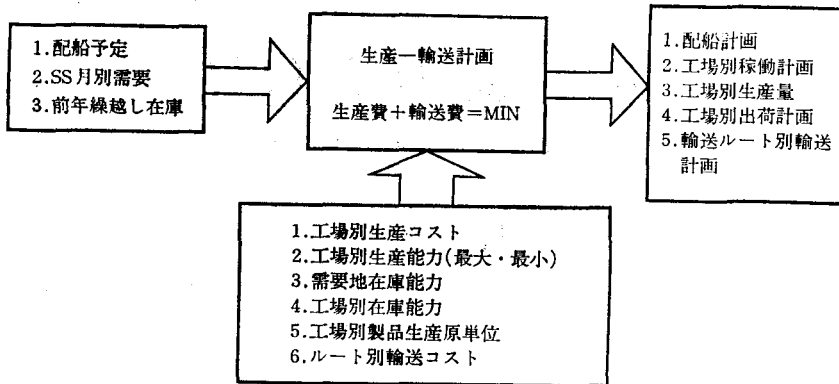 1.配船予定
2.SS月別需要
3.前年繰越し在庫
生産－輸送計画
生産費＋輸送費＝MIN
1.配船計画
2.工場別稼働計画
3.工場別生産量
4.工場別出荷計画
5.輸送ルート別輸送
計画
1.工場別生産コスト
2.工場別生産能力(最大・最小)
3.需要地在庫能力
4.工場別在庫能力
5.工場別製品生産原単位
6.ルート別輸送コスト